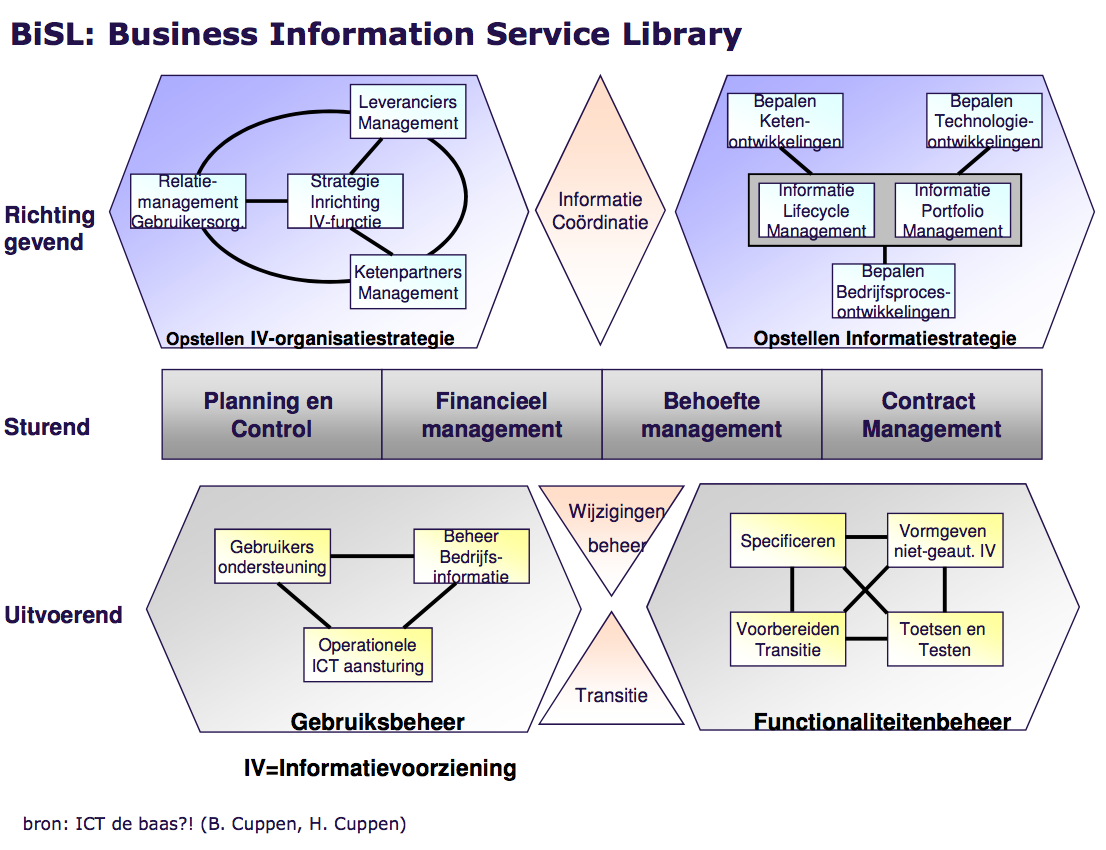 BiSL: Business Information Service Library
Richting
gevend
Leveranciers
Management
Relatie-
management
Gebruikersorg.
Strategie
Inrichting
IV-functie
Ketenpartners
Management
Opstellen IV-organisatiestrategie
Informatie
Coördinatie
Bepalen
Keten-
ontwikkelingen
Bepalen
Technologie-
ontwikkelingen
Informatie
Lifecycle
Management
Informatie
Portfolio
Management
Bepalen
Bedrijfsproces-
ontwikkelingen
Opstellen Informatiestrategie
Sturend
Planning en
Control
Financieel
management
Behoefte
management
Contract
Management
Uitvoerend
Gebruikers
ondersteuning
Beheer
Bedrijfs-
informatie
Operationele
ICT aansturing
Gebruiksbeheer
Wijzigingen
beheer
Transitie
Specificeren
Vormgeven
niet-geaut. IV
Voorbereiden
Transitie
Toetsen en
Testen
Functionaliteitenbeheer
IV=Informatievoorziening
bron: ICT de baas?! (B. Cuppen, H. Cuppen)